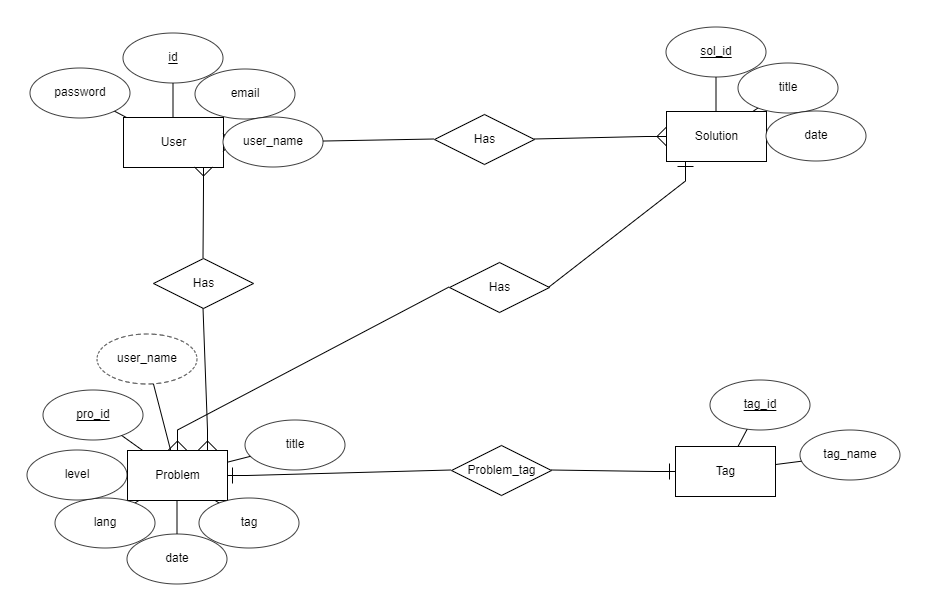 id
sol_id
password
email
title
User
user_name
Has
Solution
date
Has
Has
user_name
pro_id
tag_id
title
level
Problem
Problem_tag
Tag
tag_name
lang
tag
date